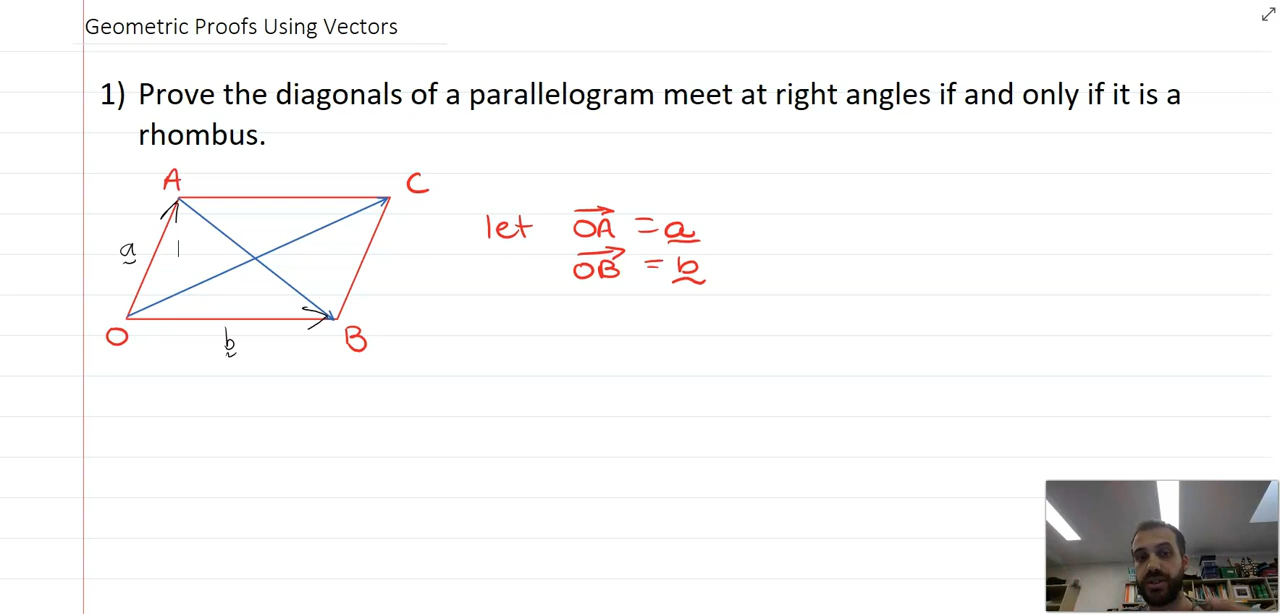 Geometric Proofs Using Vectors
1) Prove the diagonals of a parallelogram meet at right angles if and only if it is a
rhombus.
A
C
let OA = a
OB = b
a
O
b
B